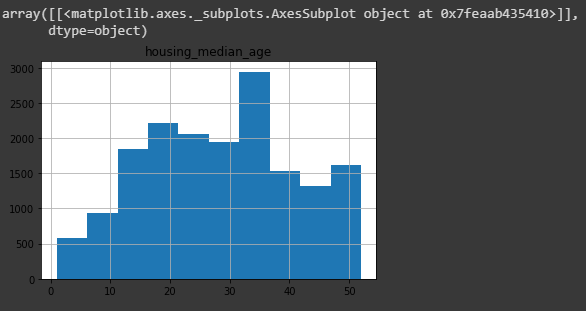 array([[<matplotlib.axes._subplots.AxesSubplot object at 0x7feaab435410>]],
dtype=object)
housing_median_age
3000
2500
2000
1500
1000
500
0
0 10 20 30 40 50